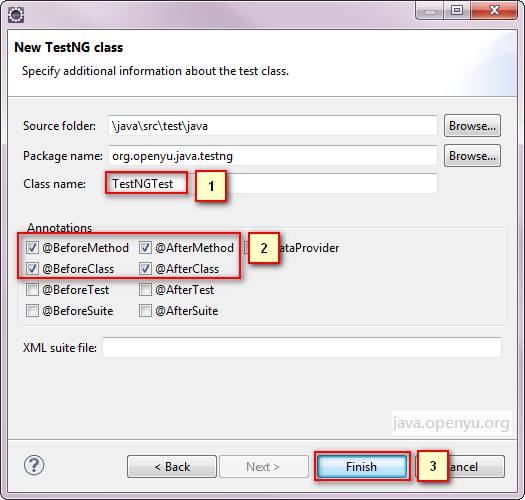 New TestNG class
Specify additional information about the test class.
Source folder: \java\src\test\java Browse...
Package name: org.openyu.java.testng Browse...
Class name: TestNGTest 1
Annotations
@BeforeMethod @AfterMethod 2 ataProvider
@BeforeClass @AfterClass
@BeforeTest @AfterTest
@BeforeSuite @AfterSuite
XML suite file:
java.openyu.org
? < Back Next > Finish 3 ancel